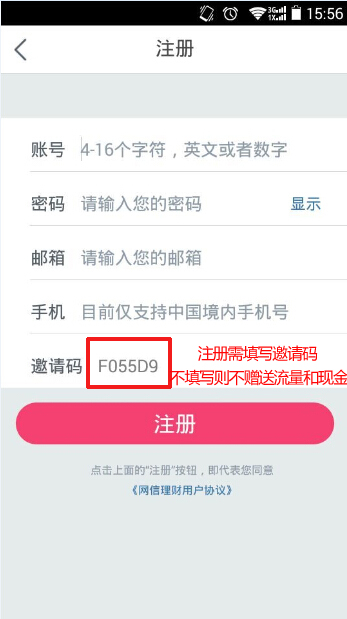 3G 1X 15:56
注册
账号 4-16个字符，英文或者数字
密码 请输入您的密码 显示
邮箱 请输入您的邮箱
手机 目前仅支持中国境内手机号
邀请码 F055D9 注册需填写邀请码
不填写则不赠送流量和现金
注册
点击上面的“注册”按钮，即代表您同意
《网信理财用户协议》